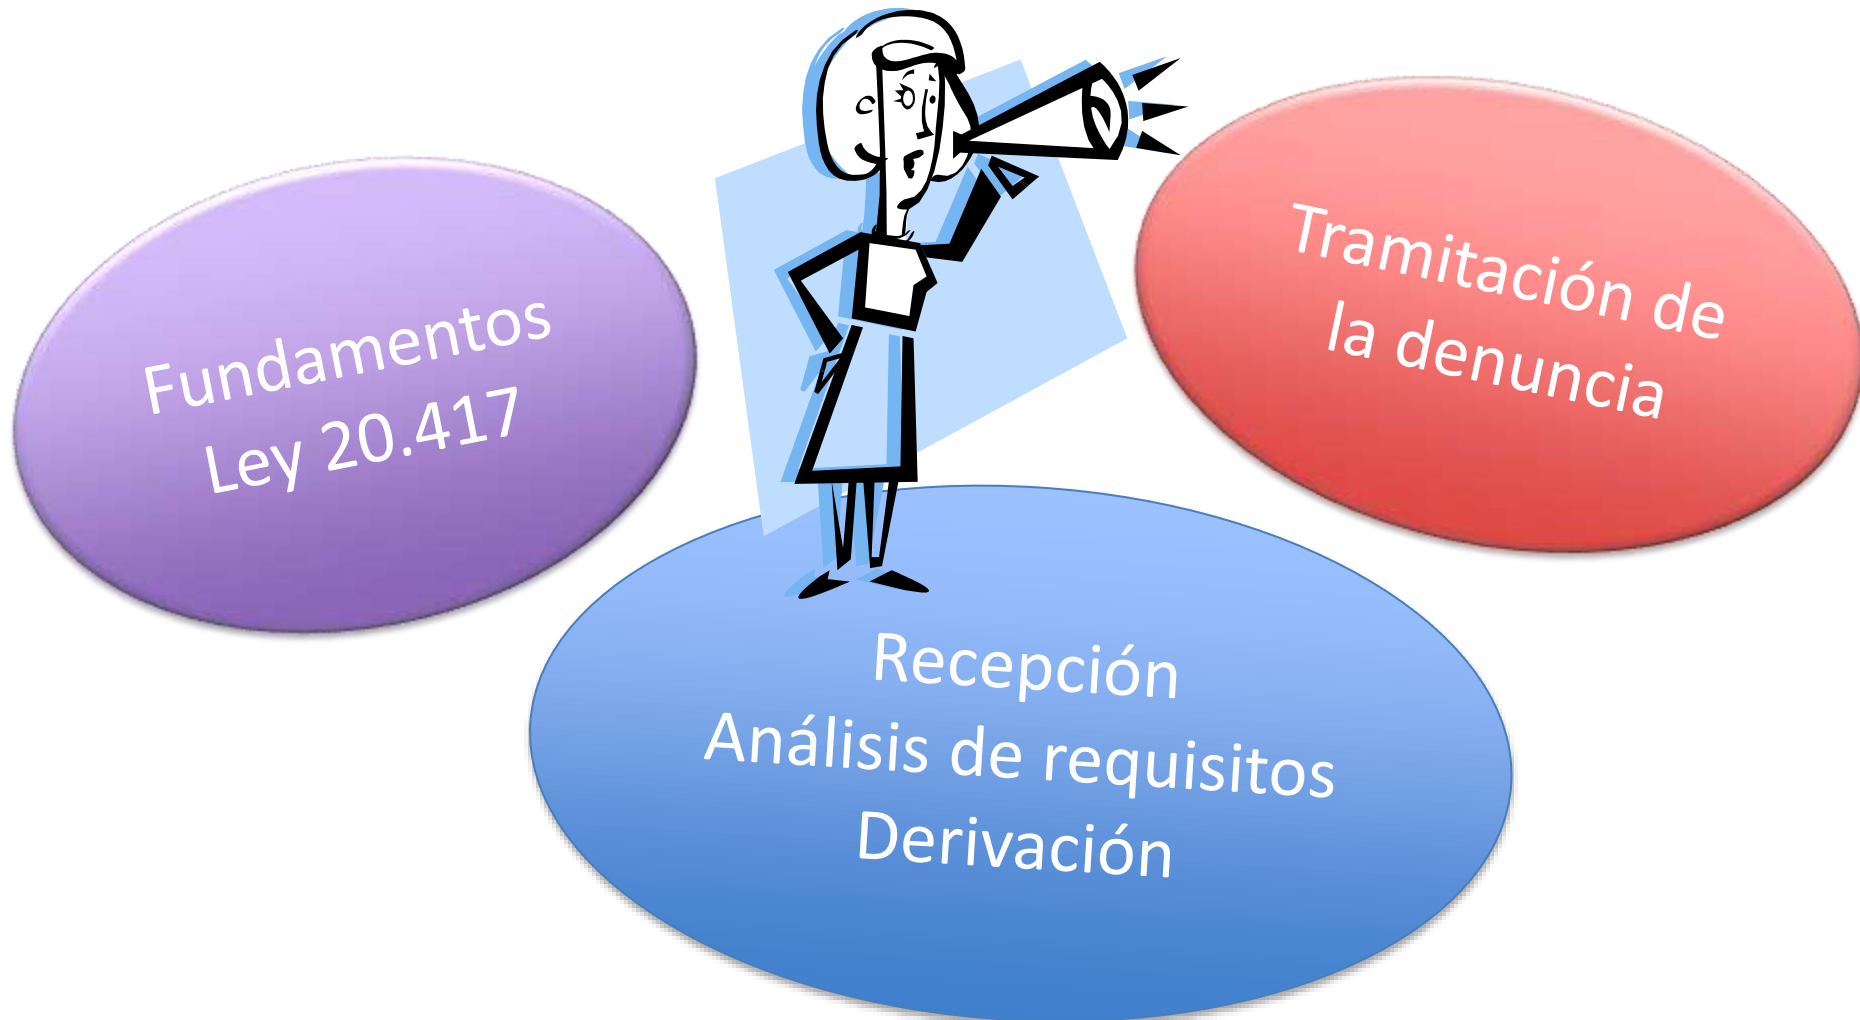 Fundamentos
Ley 20.417
Recepción
Análisis de requisitos
Derivación
Tramitación de
la denuncia